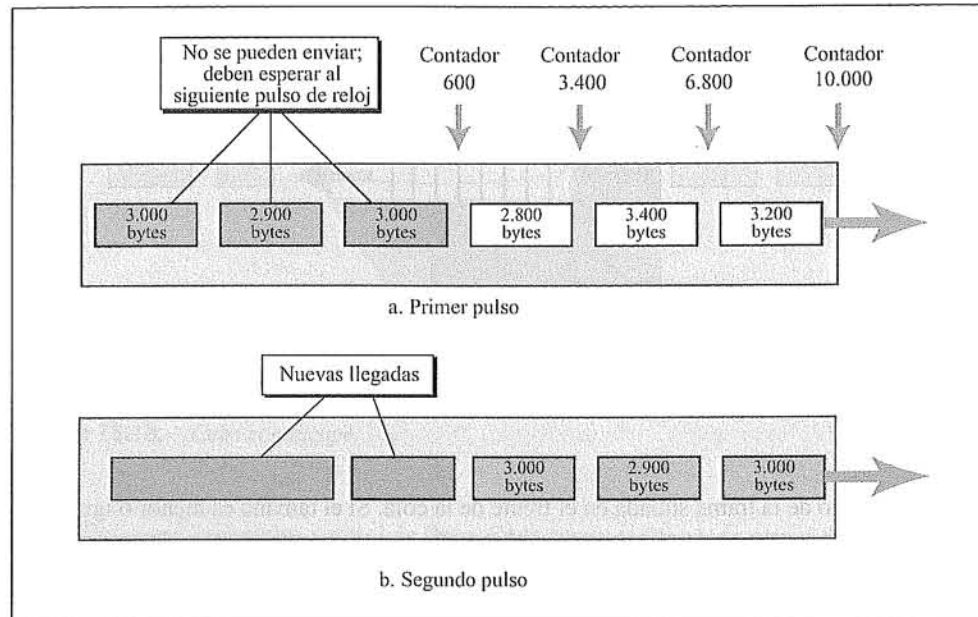 No se pueden enviar;
deben esperar al
siguiente pulso de reloj
Contador
600
Contador
3.400
Contador
6.800
Contador
10.000
3.000
bytes
2.900
bytes
3.000
bytes
2.800
bytes
3.400
bytes
3.200
bytes
a. Primer pulso
Nuevas llegadas
3.000
bytes
2.900
bytes
3.000
bytes
b. Segundo pulso